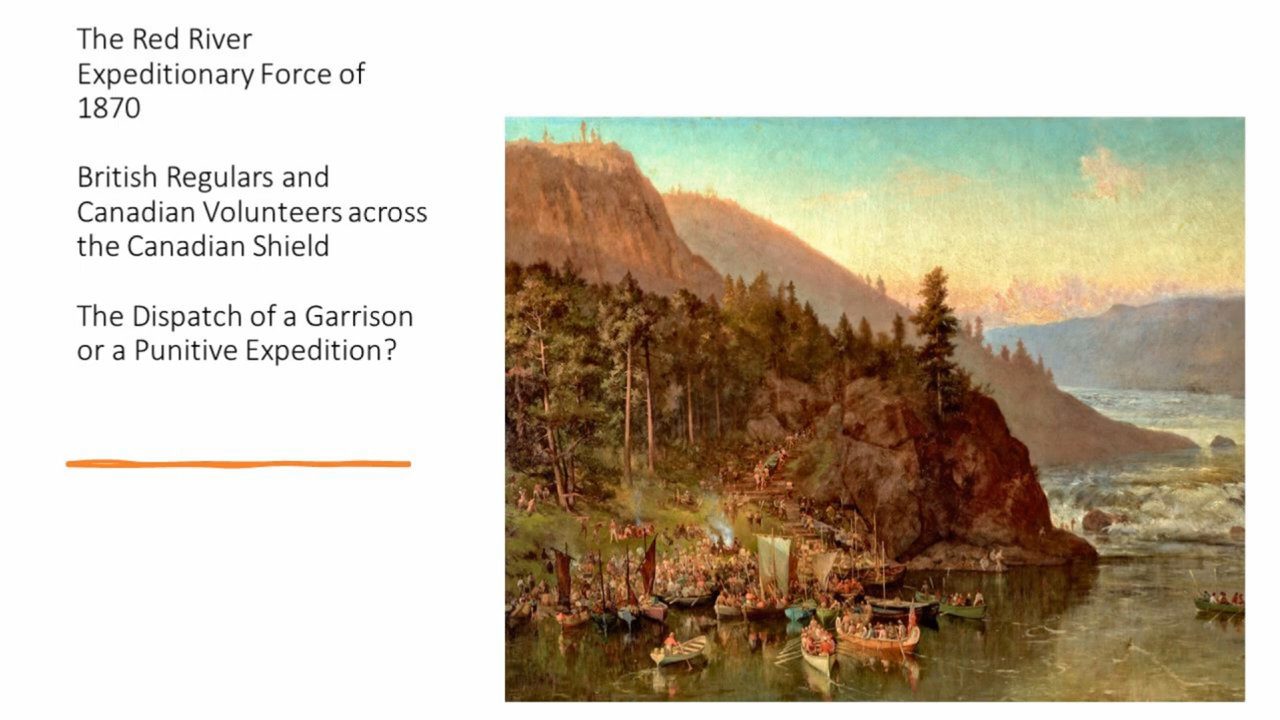 The Red River
Expeditionary Force of
1870
British Regulars and
Canadian Volunteers across
the Canadian Shield
The Dispatch of a Garrison
or a Punitive Expedition?